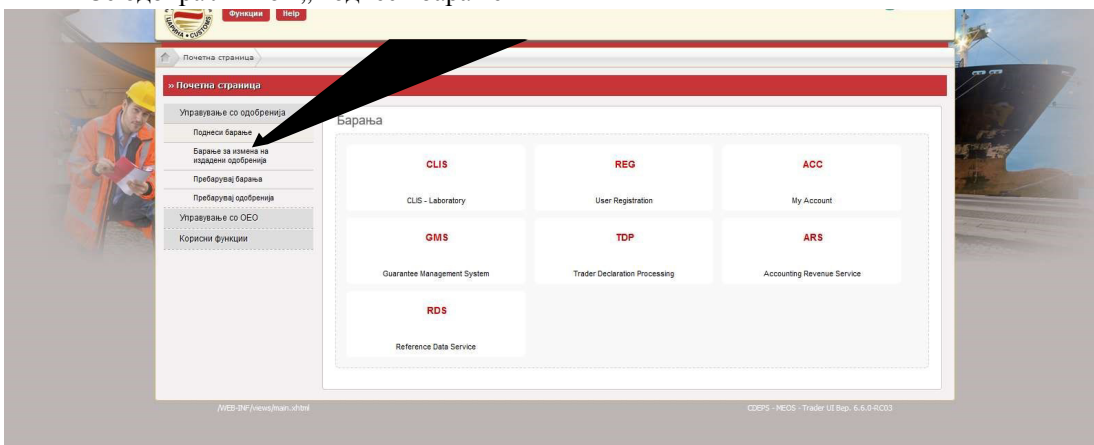 ЦАРИНА • CUSTOMS
Функции Help
Почетна страница
» Почетна страница
Управување со одобренија
Поднеси барање
Барање за измена на
издадени одобренија
Пребарувај барања
Пребарувај одобренија
Управување со ОЕО
Корисни функции
Барања
CLIS
REG
ACC
CLIS - Laboratory
User Registration
My Account
GMS
TDP
ARS
Guarantee Management System
Trader Declaration Processing
Accounting Revenue Service
RDS
Reference Data Service
/WEB-INF/views/main.xhtml
CDEPS - MEOS - Trader UI Вер. 6.6.0-RC03